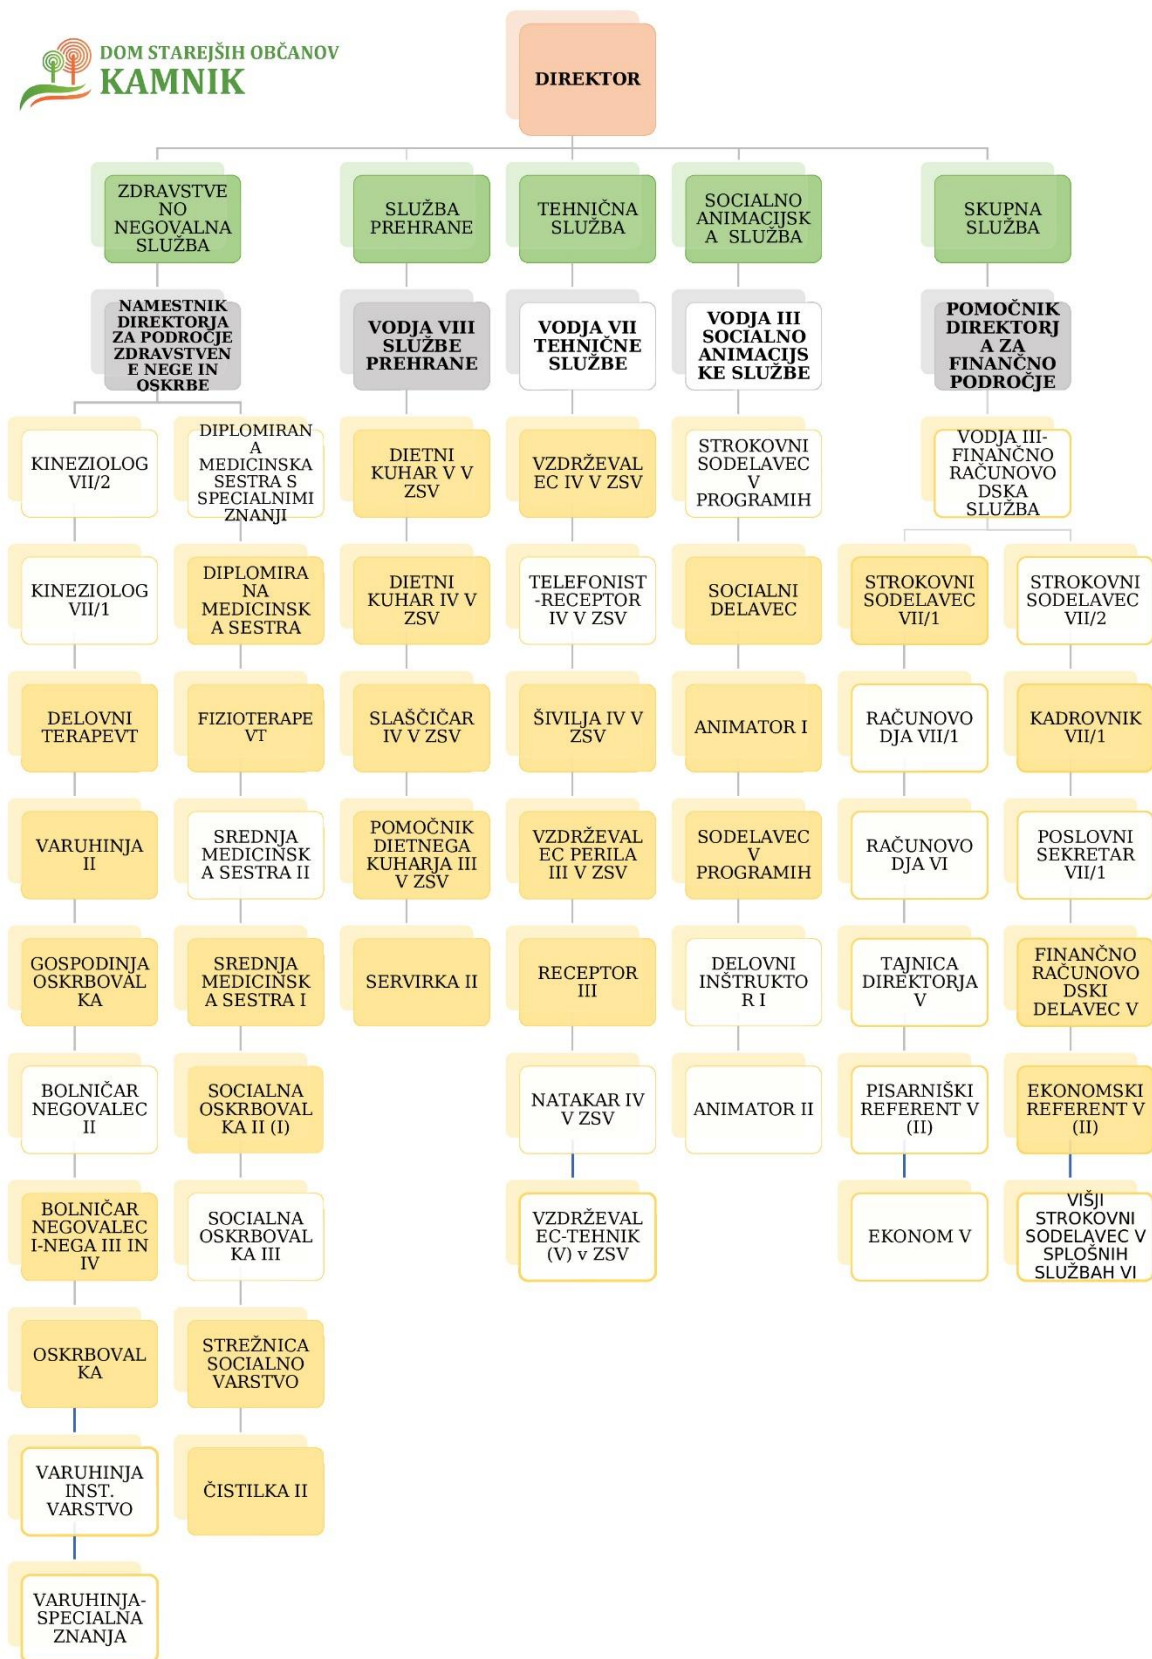 DOM STAREJŠIH OBČANOV
KAMNIK
DIREKTOR
ZDRAVSTVE
NO
NEGOVALNA
SLUŽBA
SLUŽBA
PREHRANE
TEHNIČNA
SLUŽBA
SOCIALNO
ANIMACIJSK
A SLUŽBA
SKUPNA
SLUŽBA
NAMESTNIK
DIREKTORJA
ZA PODROČJE
ZDRAVSTVEN
E NEGE IN
OSKRBE
VODJA VIII
SLUŽBE
PREHRANE
VODJA VII
TEHNIČNE
SLUŽBE
VODJA III
SOCIALNO
ANIMACIJS
KE SLUŽBE
POMOČNIK
DIREKTORJ
A ZA
FINANČNO
PODROČJE
KINEZIOLOG
VII/2
DIPLOMIRAN
A
MEDICINSKA
SESTRA S
SPECIALNIMI
ZNANJI
DIETNI
KUHAR V V
ZSV
VZDRŽEVAL
EC IV V ZSV
STROKOVNI
SODELAVEC
V
PROGRAMIH
VODJA III-
FINANČNO
RAČUNOVO
DSKA
SLUŽBA
KINEZIOLOG
VII/1
DIPLOMIRA
NA
MEDICINSK
A SESTRA
DIETNI
KUHAR IV V
ZSV
TELEFONIST
-RECEPTOR
IV V ZSV
SOCIALNI
DELAVEC
STROKOVNI
SODELAVEC
VII/1
STROKOVNI
SODELAVEC
VII/2
DELOVNI
TERAPEVT
FIZIOTERAPE
VT
SLAŠČIČAR
IV V ZSV
ŠIVILJA IV V
ZSV
ANIMATOR I
RAČUNOVO
DJA VII/1
KADROVNIK
VII/1
VARUHINJA
II
SREDNJA
MEDICINSK
A SESTRA II
POMOČNIK
DIETNEGA
KUHARJA III
V ZSV
VZDRŽEVAL
EC PERILA
III V ZSV
SODELAVEC
V
PROGRAMIH
RAČUNOVO
DJA VI
POSLOVNI
SEKRETAR
VII/1
GOSPODINJA
OSKRBOVAL
KA
SREDNJA
MEDICINSK
A SESTRA I
SERVIRKA II
RECEPTOR
III
DELOVNI
INŠTRUKTO
R I
TAJNICA
DIREKTORJA
V
FINANČNO
RAČUNOVO
DSKI
DELAVEC V
BOLNIČAR
NEGOVALEC
II
SOCIALNA
OSKRBOVAL
KA II (I)
NATAKAR IV
V ZSV
ANIMATOR II
PISARNIŠKI
REFERENT V
(II)
EKONOMSKI
REFERENT V
(II)
BOLNIČAR
NEGOVALEC
I-NEGA III IN
IV
SOCIALNA
OSKRBOVAL
KA III
VZDRŽEVAL
EC-TEHNIK
(V) v ZSV
EKONOM V
VIŠJI
STROKOVNI
SODELAVEC V
SPLOŠNIH
SLUŽBAH VI
OSKRBOVAL
KA
STREŽNICA
SOCIALNO
VARSTVO
VARUHINJA
INST.
VARSTVO
ČISTILKA II
VARUHINJA-
SPECIALNA
ZNANJA